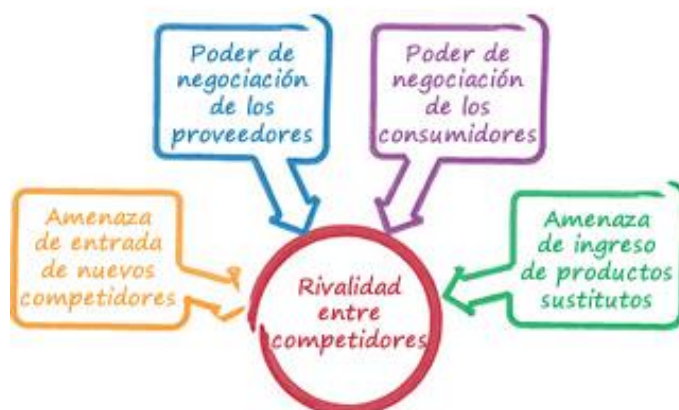 Poder de
negociación
de los
proveedores
Poder de
negociación
de los
consumidores
Amenaza
de entrada
de nuevos
competidores
Rivalidad
entre
competidores
Amenaza
de ingreso
de productos
sustitutos